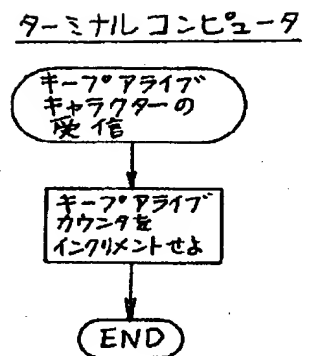 ターミナル コンピュータ
キープアライブ
キャラクターの
受信
キープアライブ
カウンタを
インクリメントせよ
END